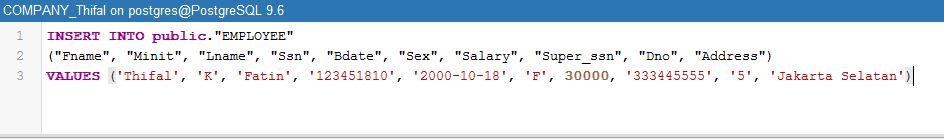 COMPANY_Thifal on postgres@PostgreSQL 9.6
1 INSERT INTO public."EMPLOYEE"
2 ("Fname", "Minit", "Lname", "Ssn", "Bdate", "Sex", "Salary", "Super_ssn", "Dno", "Address")
3 VALUES ('Thifal', 'K', 'Fatin', '123451810', '2000-10-18', 'F', 30000, '333445555', '5', 'Jakarta Selatan')